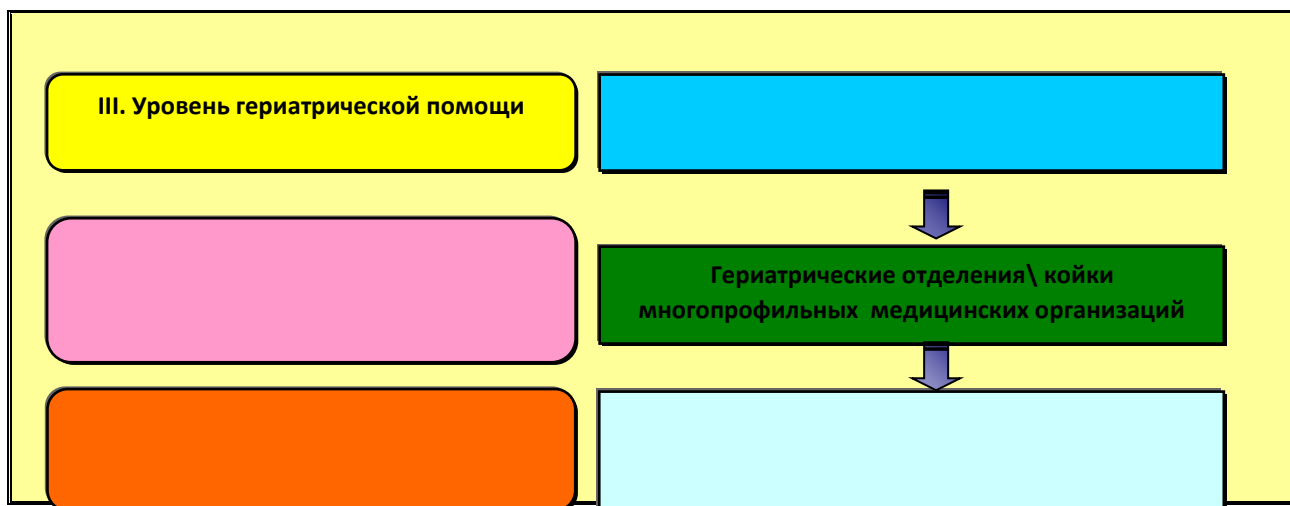 III. Уровень гериатрической помощи
Гериатрические отделения\ койки
многопрофильных  медицинских организаций